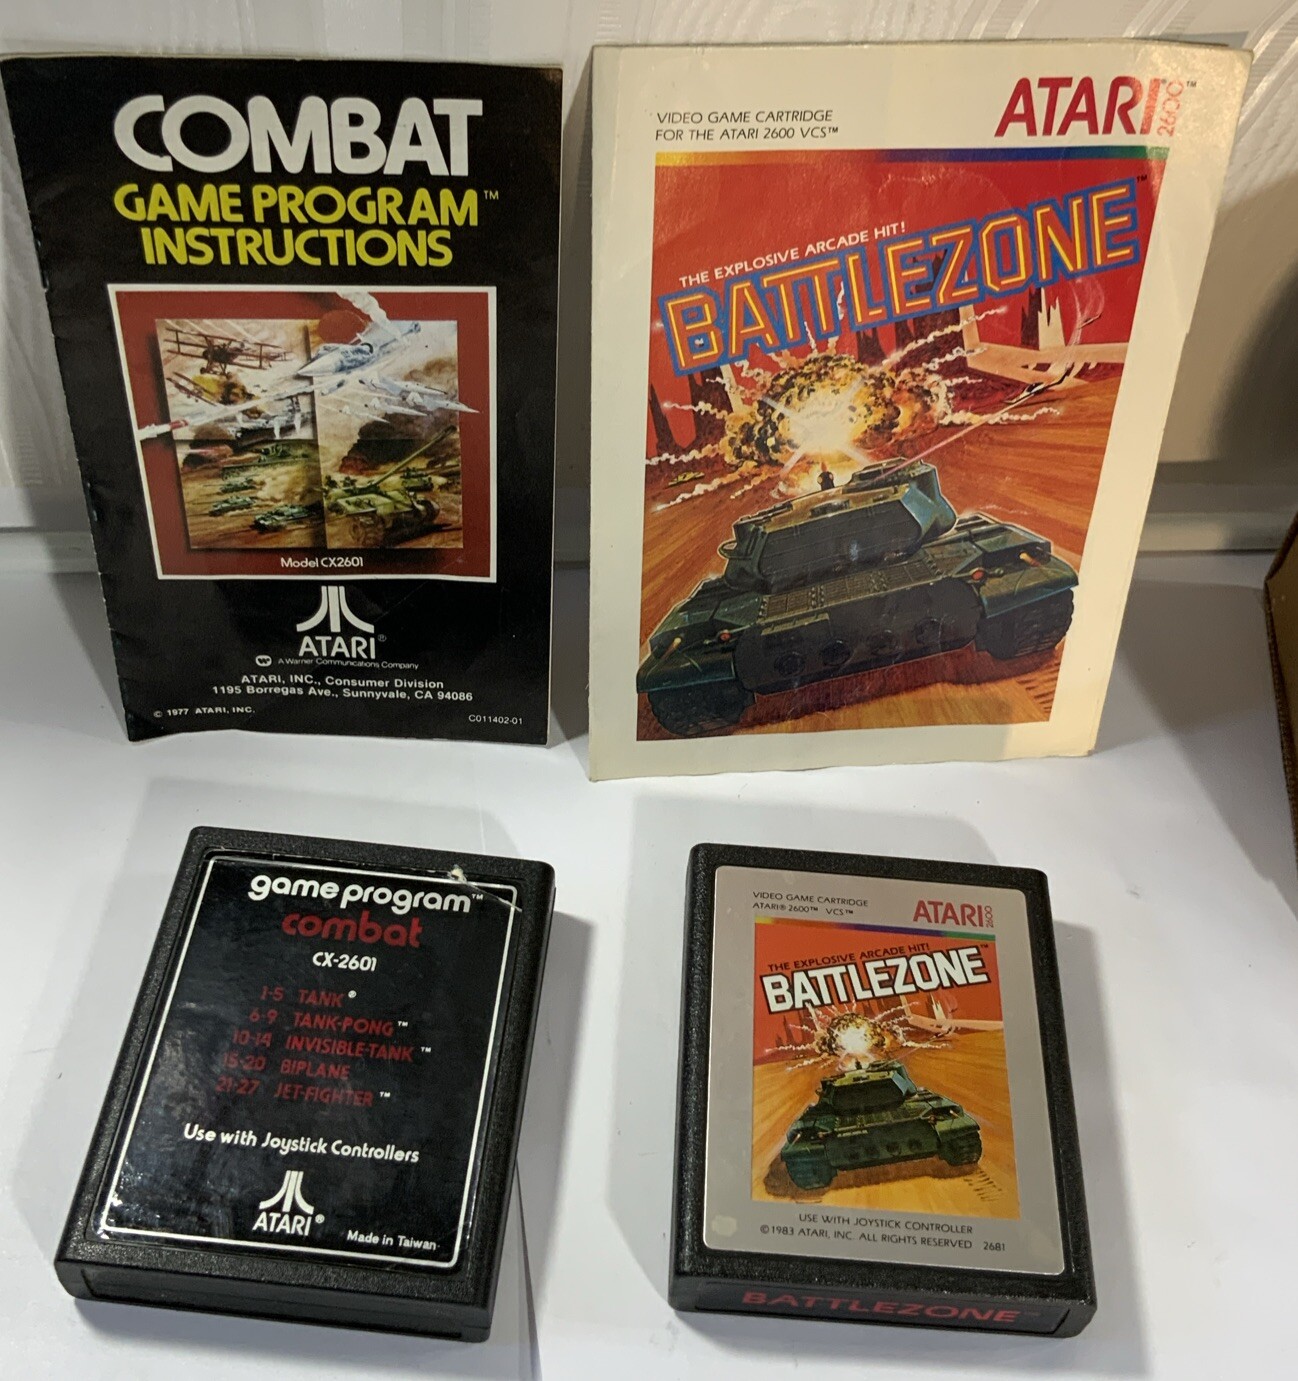 COMBAT
GAME PROGRAM™
INSTRUCTIONS
Model CX2601
ATARI®
W A Warner Communications Company
ATARI, INC., Consumer Division
1195 Borregas Ave., Sunnyvale, CA 94086
© 1977 ATARI, INC.
C011402-01
VIDEO GAME CARTRIDGE
FOR THE ATARI 2600 VCS™
ATARI 2600™
THE EXPLOSIVE ARCADE HIT!
BATTLEZONE™
game program™
combat
CX-2601
1-5 TANK®
6-9 TANK-PONG™
10-14 INVISIBLE-TANK™
15-20 BIPLANE
21-27 JET-FIGHTER™
Use with Joystick Controllers
ATARI®
Made in Taiwan
VIDEO GAME CARTRIDGE
ATARI® 2600™ VCS™
ATARI 2600
THE EXPLOSIVE ARCADE HIT!
BATTLEZONE™
USE WITH JOYSTICK CONTROLLER
©1983 ATARI, INC. ALL RIGHTS RESERVED 2681
BATTLEZONE™